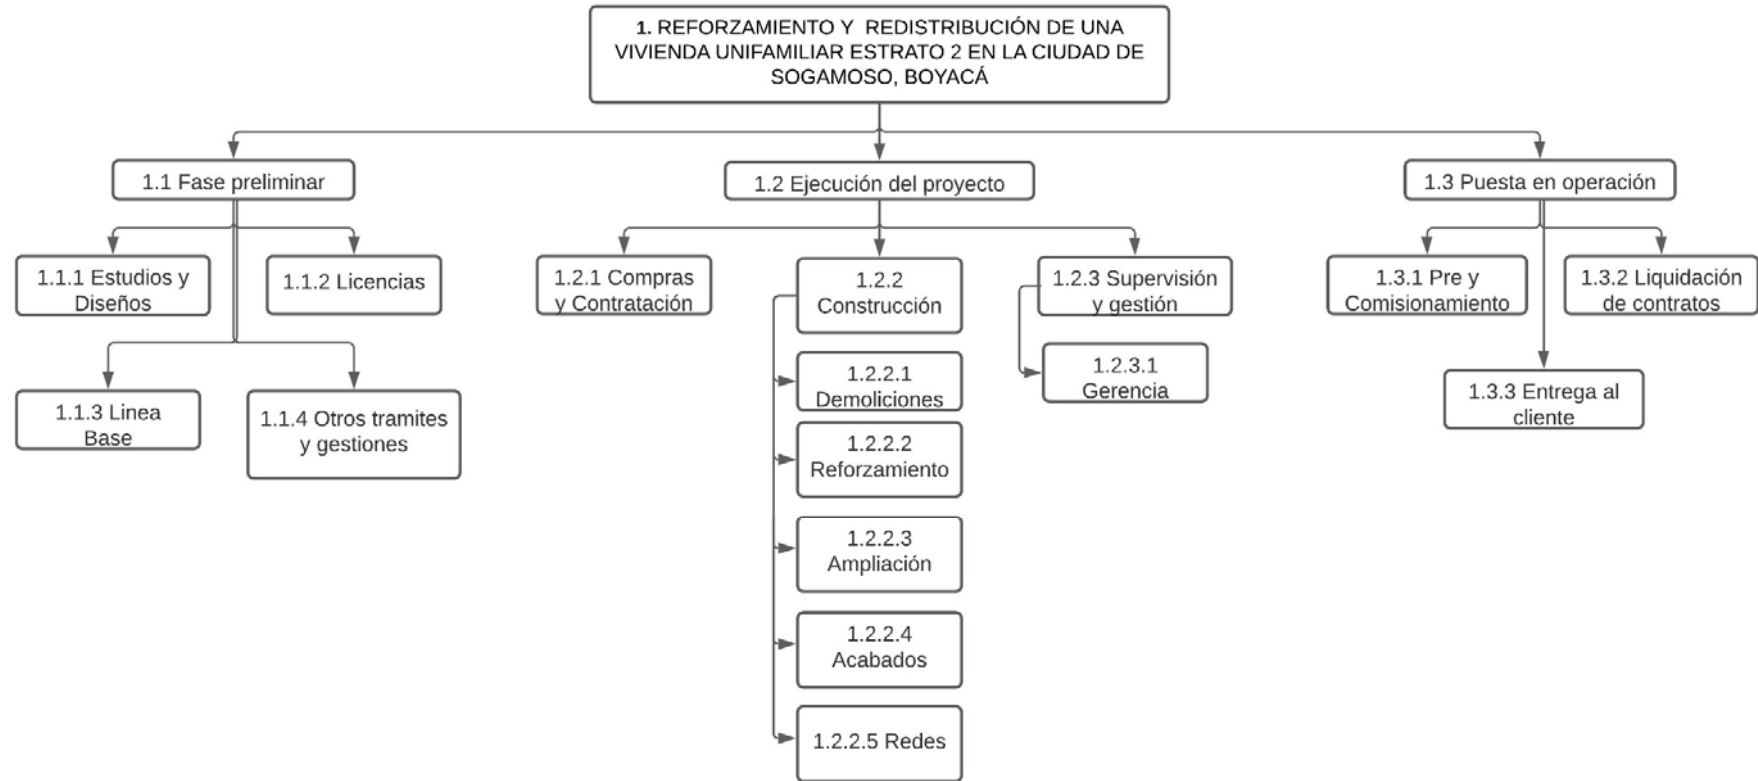 1. REFORZAMIENTO Y REDISTRIBUCIÓN DE UNA
VIVIENDA UNIFAMILIAR ESTRATO 2 EN LA CIUDAD DE
SOGAMOSO, BOYACÁ
1.1 Fase preliminar
1.2 Ejecución del proyecto
1.3 Puesta en operación
1.1.1 Estudios y
Diseños
1.1.2 Licencias
1.1.3 Linea
Base
1.1.4 Otros tramites
y gestiones
1.2.1 Compras
y Contratación
1.2.2
Construcción
1.2.2.1
Demoliciones
1.2.2.2
Reforzamiento
1.2.2.3
Ampliación
1.2.2.4
Acabados
1.2.2.5 Redes
1.2.3 Supervisión
y gestión
1.2.3.1
Gerencia
1.3.1 Pre y
Comisionamiento
1.3.2 Liquidación
de contratos
1.3.3 Entrega al
cliente